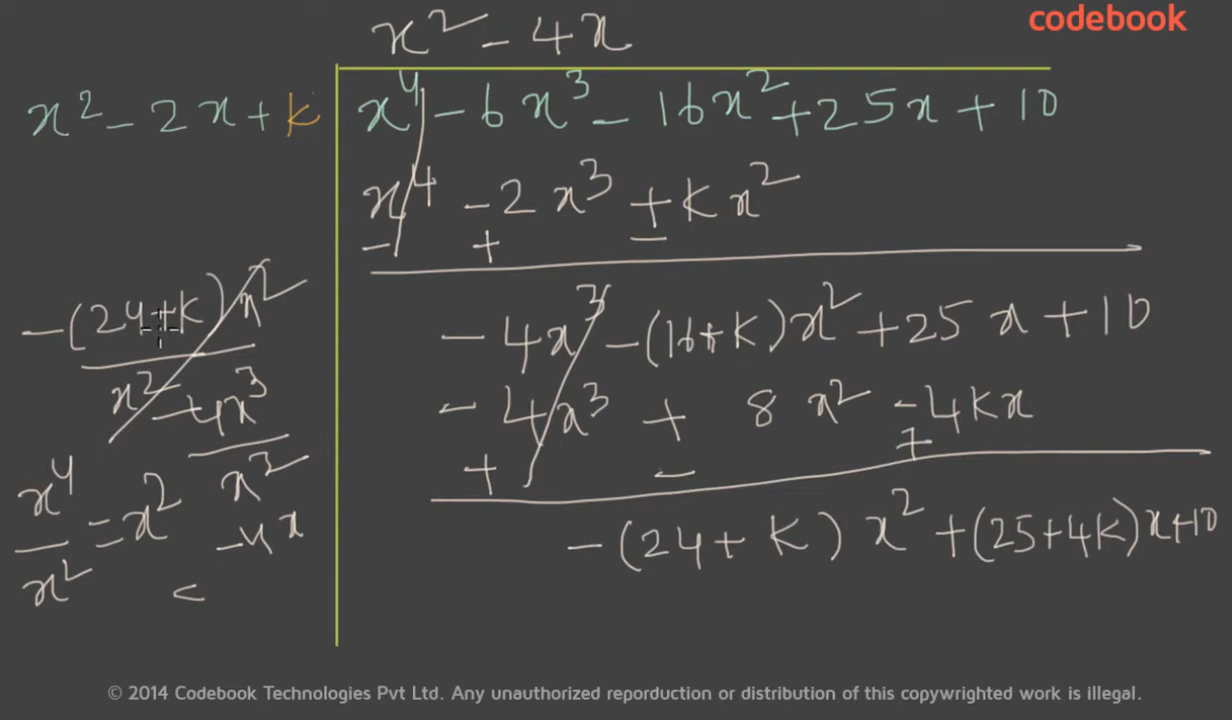 codebook
x² - 4x
x² - 2x + k
x⁴ - 6x³ - 16x² + 25x + 10
x⁴ - 2x³ + kx²
- + -
- 4x³ - (16+k)x² + 25x + 10
- 4x³ + 8x² - 4kx
+ - +
- (24 + k) x² + (25+4k)x+10
-(24+k)x²
x²
-4x³
x²
-4x
x⁴
x²
= x²
<
© 2014 Codebook Technologies Pvt Ltd. Any unauthorized reporduction or distribution of this copywrighted work is illegal.